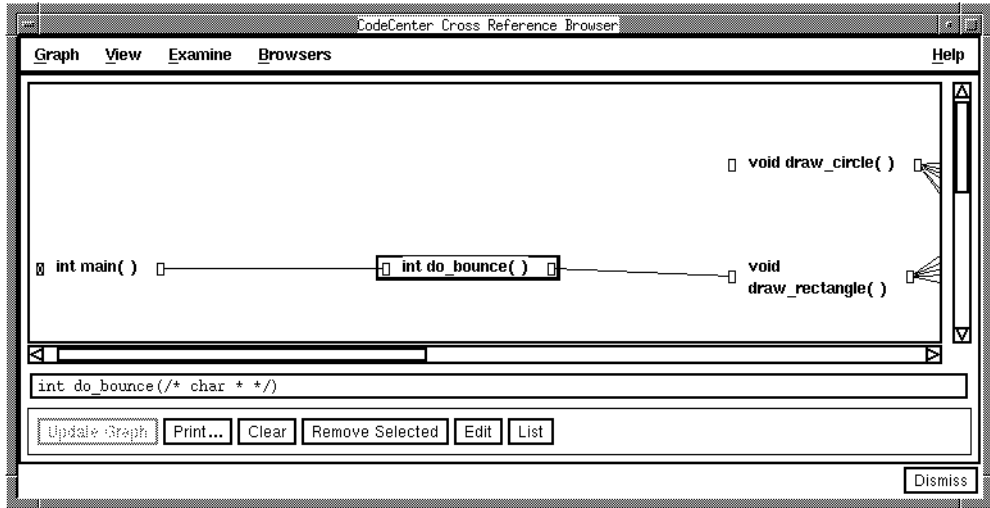 CodeCenter Cross Reference Browser
Graph View Examine Browsers Help
void draw_circle( )
int main( ) int do_bounce( ) void
draw_rectangle( )
int do_bounce(/* char * */)
Update Graph Print... Clear Remove Selected Edit List
Dismiss